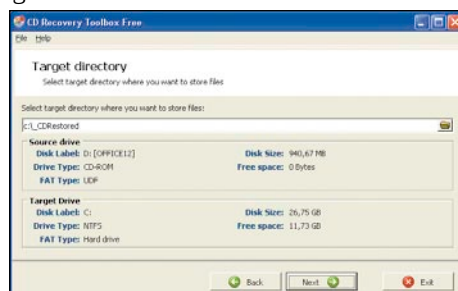 CD Recovery Toolbox Free
File Help
Target directory
Select target directory where you want to store files
Select target directory where you want to store files:
c:\_CDRestored
Source drive
Disk Label: D: [OFFICE12] Disk Size: 940,67 MB
Drive Type: CD-ROM Free space: 0 Bytes
FAT Type: UDF
Target Drive
Disk Label: C: Disk Size: 26,75 GB
Drive Type: NTFS Free space: 11,73 GB
FAT Type: Hard drive
Back Next Exit